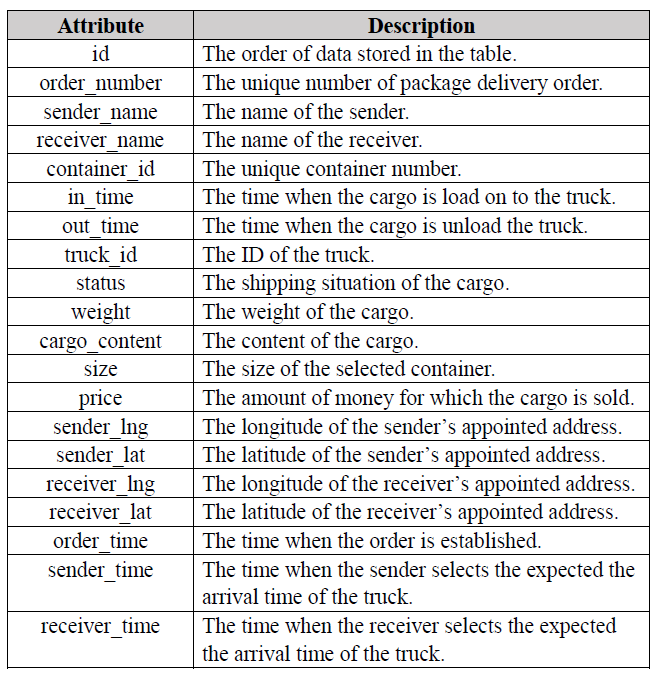 Attribute Description
id The order of data stored in the table.
order_number The unique number of package delivery order.
sender_name The name of the sender.
receiver_name The name of the receiver.
container_id The unique container number.
in_time The time when the cargo is load on to the truck.
out_time The time when the cargo is unload the truck.
truck_id The ID of the truck.
status The shipping situation of the cargo.
weight The weight of the cargo.
cargo_content The content of the cargo.
size The size of the selected container.
price The amount of money for which the cargo is sold.
sender_lng The longitude of the sender's appointed address.
sender_lat The latitude of the sender's appointed address.
receiver_lng The longitude of the receiver's appointed address.
receiver_lat The latitude of the receiver's appointed address.
order_time The time when the order is established.
sender_time The time when the sender selects the expected the
arrival time of the truck.
receiver_time The time when the receiver selects the expected
the arrival time of the truck.